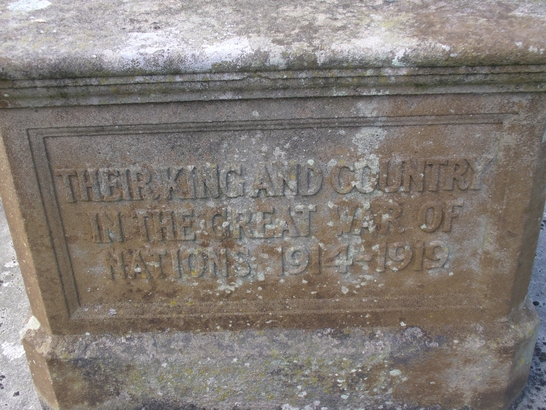 THEIR KING AND COUNTRY
IN THE GREAT WAR OF
NATIONS. 1914-1919.